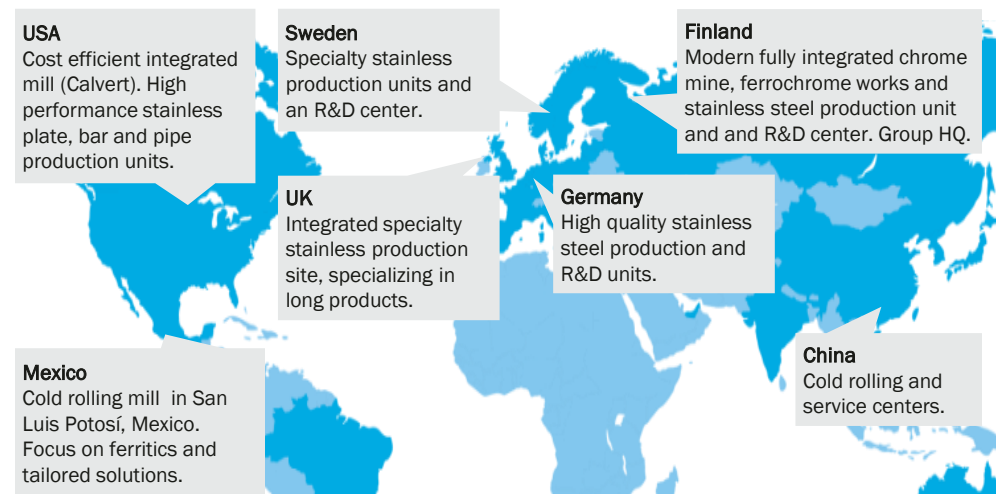 USA
Cost efficient integrated
mill (Calvert). High
performance stainless
plate, bar and pipe
production units.
Sweden
Specialty stainless
production units and
an R&D center.
Finland
Modern fully integrated chrome
mine, ferrochrome works and
stainless steel production unit
and and R&D center. Group HQ.
UK
Integrated specialty
stainless production
site, specializing in
long products.
Germany
High quality stainless
steel production and
R&D units.
Mexico
Cold rolling mill in San
Luis Potosí, Mexico.
Focus on ferritics and
tailored solutions.
China
Cold rolling and
service centers.